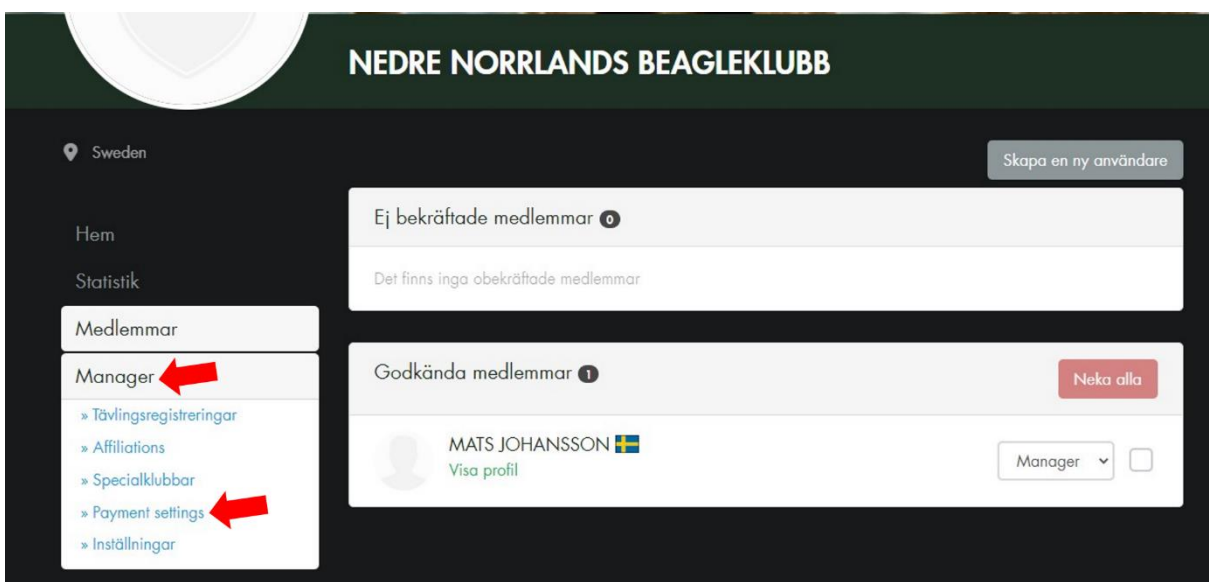 NEDRE NORRLANDS BEAGLEKLUBB
Sweden
Skapa en ny användare
Hem
Statistik
Medlemmar
Manager
» Tävlingsregistreringar
» Affiliations
» Specialklubbar
» Payment settings
» Inställningar
Ej bekräftade medlemmar 0
Det finns inga obekräftade medlemmar
Godkända medlemmar 1
Neka alla
MATS JOHANSSON
Visa profil
Manager